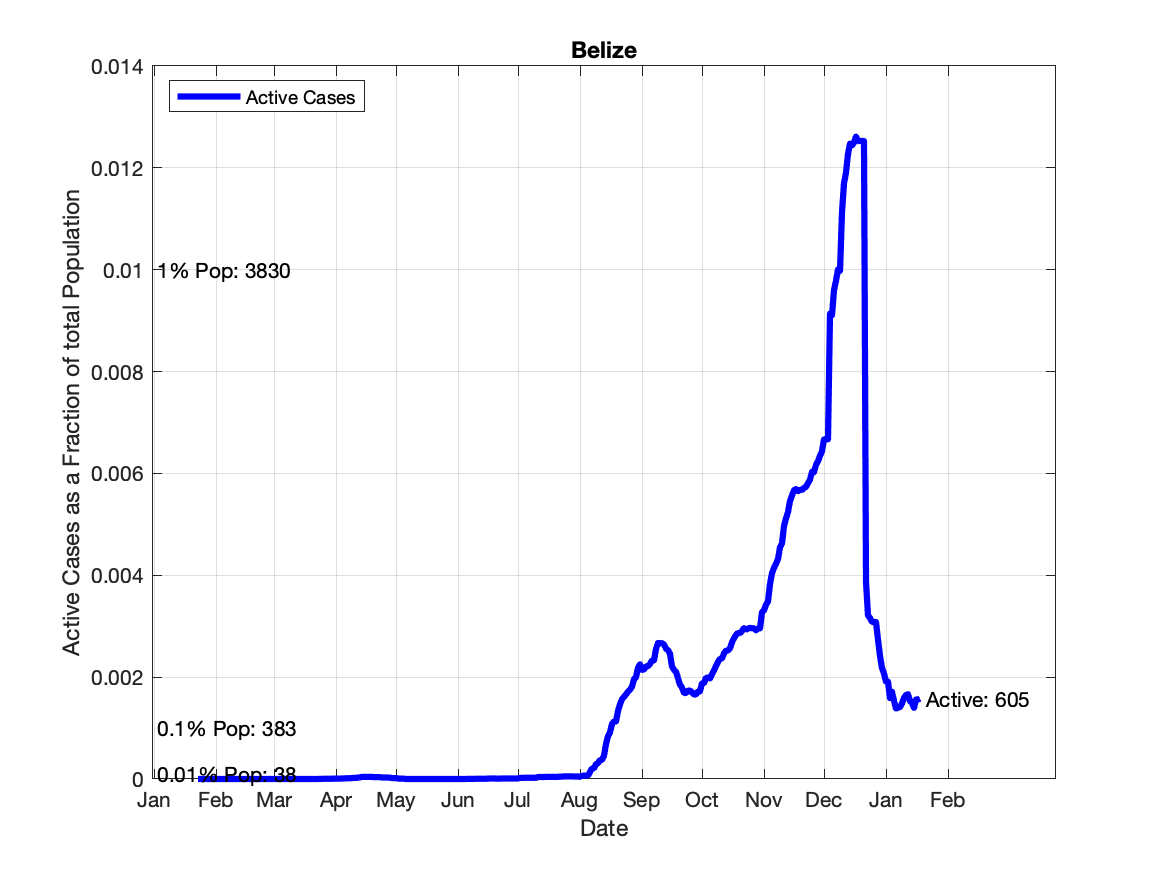 Belize
Active Cases
Active Cases as a Fraction of total Population
0.014
0.012
0.01
0.008
0.006
0.004
0.002
0
1% Pop: 3830
0.1% Pop: 383
0.01% Pop: 38
Active: 605
Jan Feb Mar Apr May Jun Jul Aug Sep Oct Nov Dec Jan Feb
Date